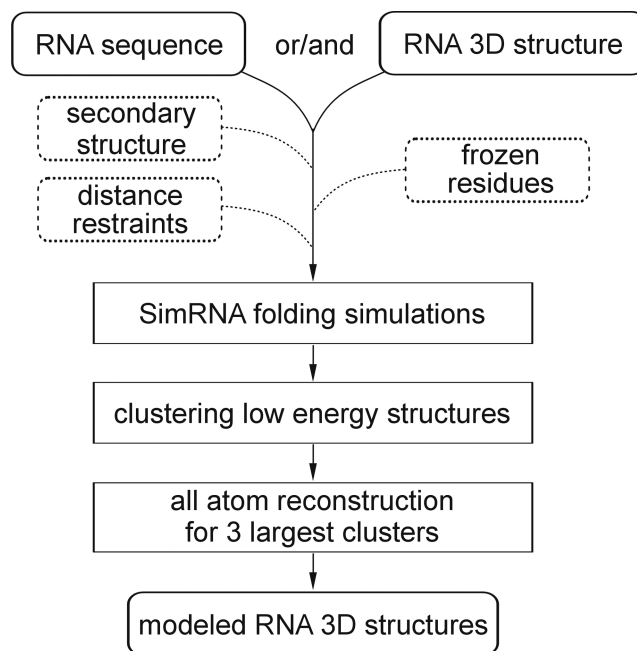 RNA sequence
or/and
RNA 3D structure
secondary
structure
frozen
residues
distance
restraints
SimRNA folding simulations
clustering low energy structures
all atom reconstruction
for 3 largest clusters
modeled RNA 3D structures